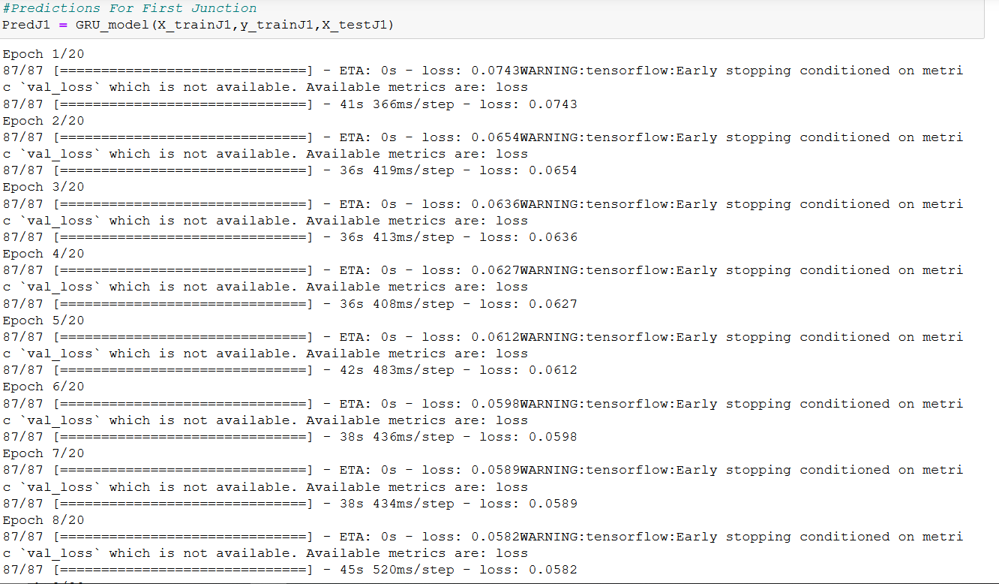 #Predictions For First Junction
PredJ1 = GRU_model(X_trainJ1,y_trainJ1,X_testJ1)
Epoch 1/20
87/87 [==============================] - ETA: 0s - loss: 0.0743WARNING:tensorflow:Early stopping conditioned on metri
c `val_loss` which is not available. Available metrics are: loss
87/87 [==============================] - 41s 366ms/step - loss: 0.0743
Epoch 2/20
87/87 [==============================] - ETA: 0s - loss: 0.0654WARNING:tensorflow:Early stopping conditioned on metri
c `val_loss` which is not available. Available metrics are: loss
87/87 [==============================] - 36s 419ms/step - loss: 0.0654
Epoch 3/20
87/87 [==============================] - ETA: 0s - loss: 0.0636WARNING:tensorflow:Early stopping conditioned on metri
c `val_loss` which is not available. Available metrics are: loss
87/87 [==============================] - 36s 413ms/step - loss: 0.0636
Epoch 4/20
87/87 [==============================] - ETA: 0s - loss: 0.0627WARNING:tensorflow:Early stopping conditioned on metri
c `val_loss` which is not available. Available metrics are: loss
87/87 [==============================] - 36s 408ms/step - loss: 0.0627
Epoch 5/20
87/87 [==============================] - ETA: 0s - loss: 0.0612WARNING:tensorflow:Early stopping conditioned on metri
c `val_loss` which is not available. Available metrics are: loss
87/87 [==============================] - 42s 483ms/step - loss: 0.0612
Epoch 6/20
87/87 [==============================] - ETA: 0s - loss: 0.0598WARNING:tensorflow:Early stopping conditioned on metri
c `val_loss` which is not available. Available metrics are: loss
87/87 [==============================] - 38s 436ms/step - loss: 0.0598
Epoch 7/20
87/87 [==============================] - ETA: 0s - loss: 0.0589WARNING:tensorflow:Early stopping conditioned on metri
c `val_loss` which is not available. Available metrics are: loss
87/87 [==============================] - 38s 434ms/step - loss: 0.0589
Epoch 8/20
87/87 [==============================] - ETA: 0s - loss: 0.0582WARNING:tensorflow:Early stopping conditioned on metri
c `val_loss` which is not available. Available metrics are: loss
87/87 [==============================] - 45s 520ms/step - loss: 0.0582